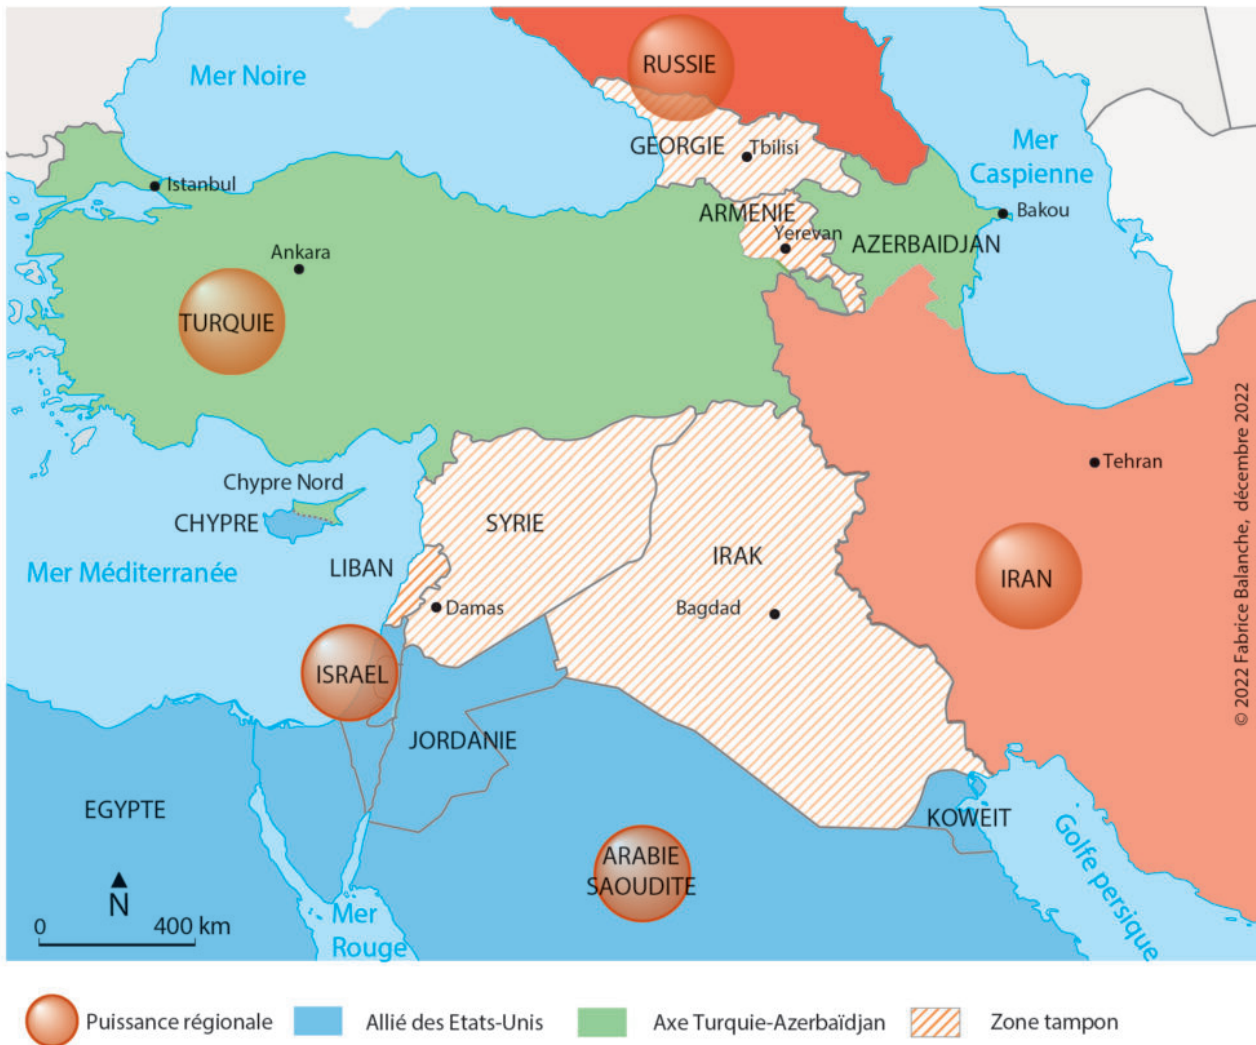 RUSSIE
Mer Noire
GEORGIE
Tbilisi
Mer
Caspienne
Istanbul
ARMENIE
Bakou
Yerevan
AZERBAIDJAN
Ankara
TURQUIE
Tehran
Chypre Nord
CHYPRE
SYRIE
IRAK
LIBAN
Mer Méditerranée
IRAN
Damas
Bagdad
ISRAEL
JORDANIE
EGYPTE
KOWEIT
ARABIE
SAOUDITE
Golfe persique
N
0 400 km
Mer
Rouge
© 2022 Fabrice Balanche, décembre 2022
Puissance régionale
Allié des Etats-Unis
Axe Turquie-Azerbaïdjan
Zone tampon